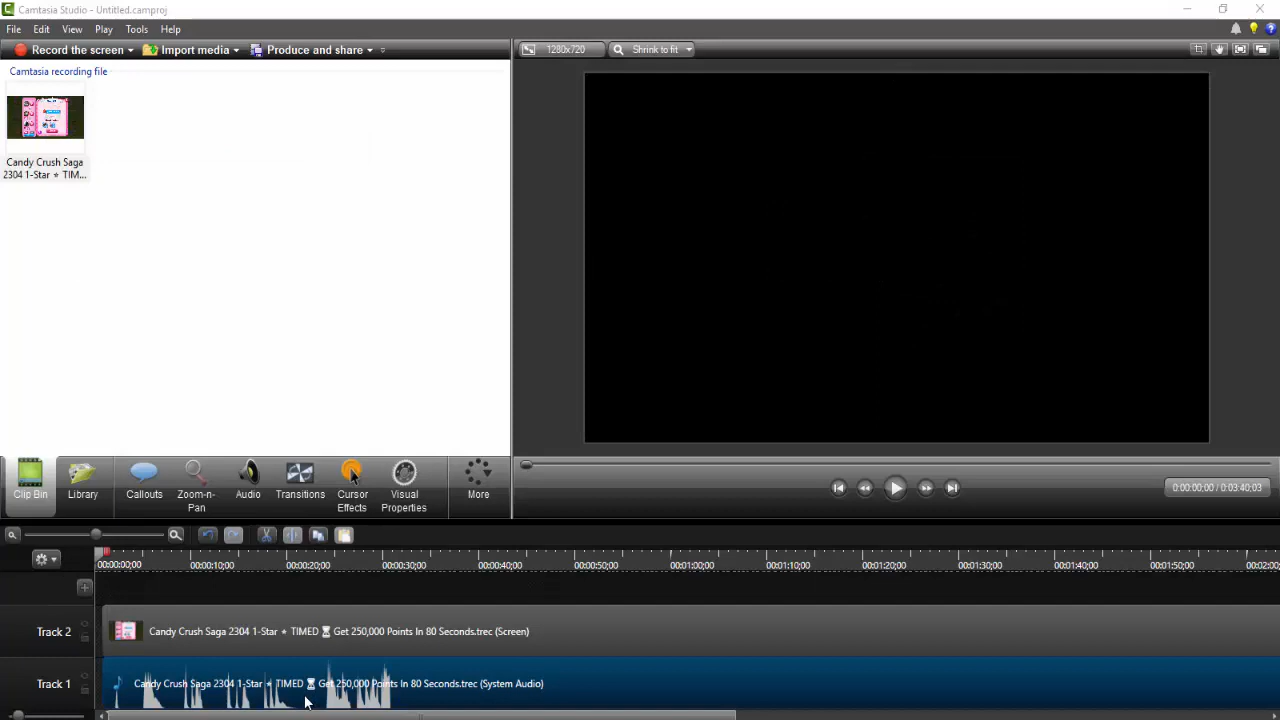 Camtasia Studio - Untitled.camproj
File Edit View Play Tools Help
Record the screen Import media Produce and share
1280x720 Shrink to fit
Camtasia recording file
Candy Crush Saga
2304 1-Star ★ TIM...
Clip Bin Library Callouts Zoom-n-Pan Audio Transitions Cursor Effects Visual Properties More
0:00:00;00 / 0:03:40;03
00:00:00;00 00:00:10;00 00:00:20;00 00:00:30;00 00:00:40;00 00:00:50;00 00:01:00;00 00:01:10;00 00:01:20;00 00:01:30;00 00:01:40;00 00:01:50;00 00:02:00;
Track 2 Candy Crush Saga 2304 1-Star ★ TIMED ⏳ Get 250,000 Points In 80 Seconds.trec (Screen)
Track 1 Candy Crush Saga 2304 1-Star ★ TIMED ⏳ Get 250,000 Points In 80 Seconds.trec (System Audio)